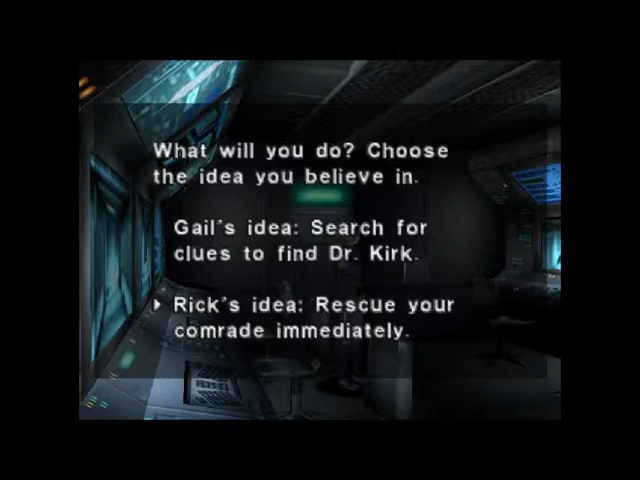 What will you do? Choose
the idea you believe in.
Gail's idea: Search for
clues to find Dr. Kirk.
Rick's idea: Rescue your
comrade immediately.